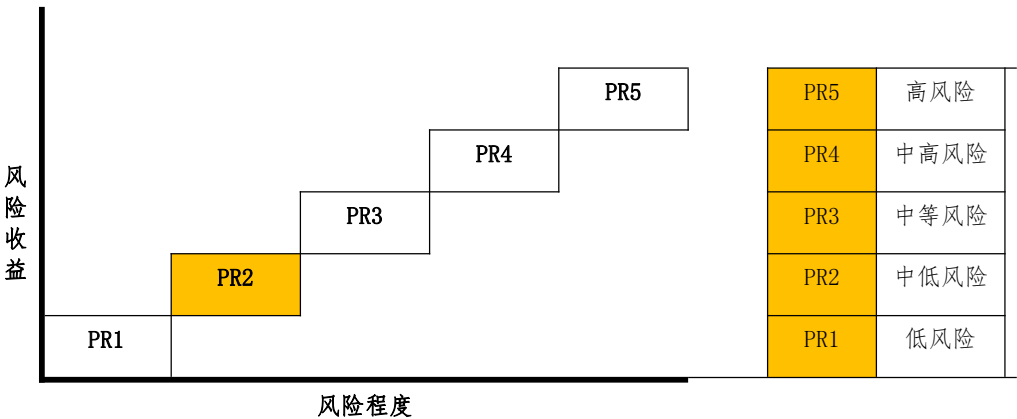 PR5
PR4
PR3
PR2
PR1
风险收益
风险程度
PR5 高风险
PR4 中高风险
PR3 中等风险
PR2 中低风险
PR1 低风险